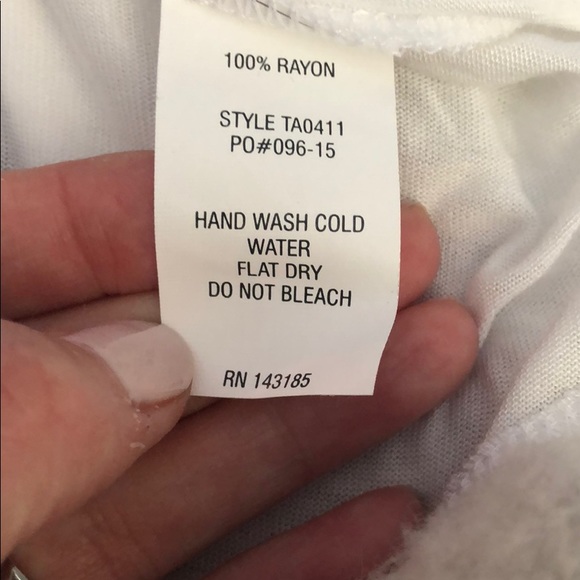 100% RAYON
STYLE TA0411
PO#096-15
HAND WASH COLD
WATER
FLAT DRY
DO NOT BLEACH
RN 143185